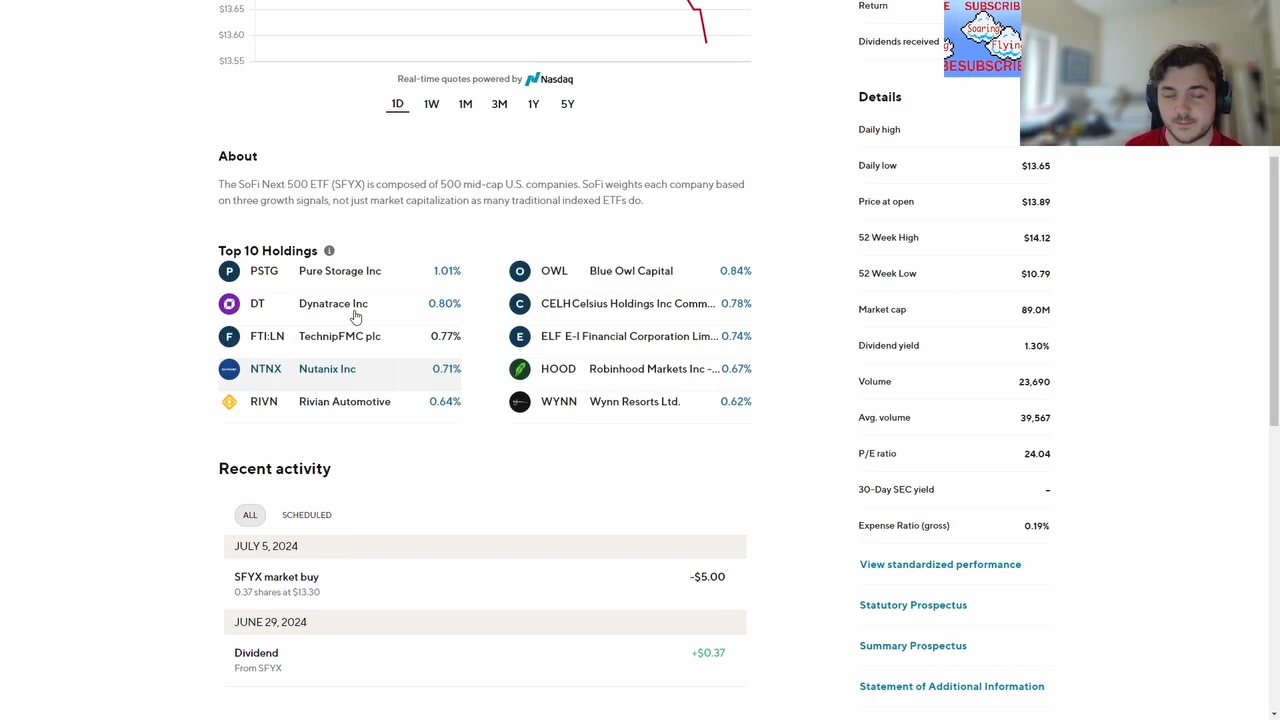 $13.65
$13.60
$13.55
Real-time quotes powered by Nasdaq
1D 1W 1M 3M 1Y 5Y
About
The SoFi Next 500 ETF (SFYX) is composed of 500 mid-cap U.S. companies. SoFi weights each company based
on three growth signals, not just market capitalization as many traditional indexed ETFs do.
Top 10 Holdings
P PSTG Pure Storage Inc 1.01%
DT Dynatrace Inc 0.80%
F FTI:LN TechnipFMC plc 0.77%
NTNX Nutanix Inc 0.71%
RIVN Rivian Automotive 0.64%
O OWL Blue Owl Capital 0.84%
C CELH Celsius Holdings Inc Comm... 0.78%
E ELF E-l Financial Corporation Lim... 0.74%
HOOD Robinhood Markets Inc -... 0.67%
WYNN Wynn Resorts Ltd. 0.62%
Recent activity
ALL SCHEDULED
JULY 5, 2024
SFYX market buy -$5.00
0.37 shares at $13.30
JUNE 29, 2024
Dividend +$0.37
From SFYX
Return
Dividends received
E SUBSCRIB
Soaring
Flying
BESUBSCRIBE
Details
Daily high
Daily low $13.65
Price at open $13.89
52 Week High $14.12
52 Week Low $10.79
Market cap 89.0M
Dividend yield 1.30%
Volume 23,690
Avg. volume 39,567
P/E ratio 24.04
30-Day SEC yield –
Expense Ratio (gross) 0.19%
View standardized performance
Statutory Prospectus
Summary Prospectus
Statement of Additional Information